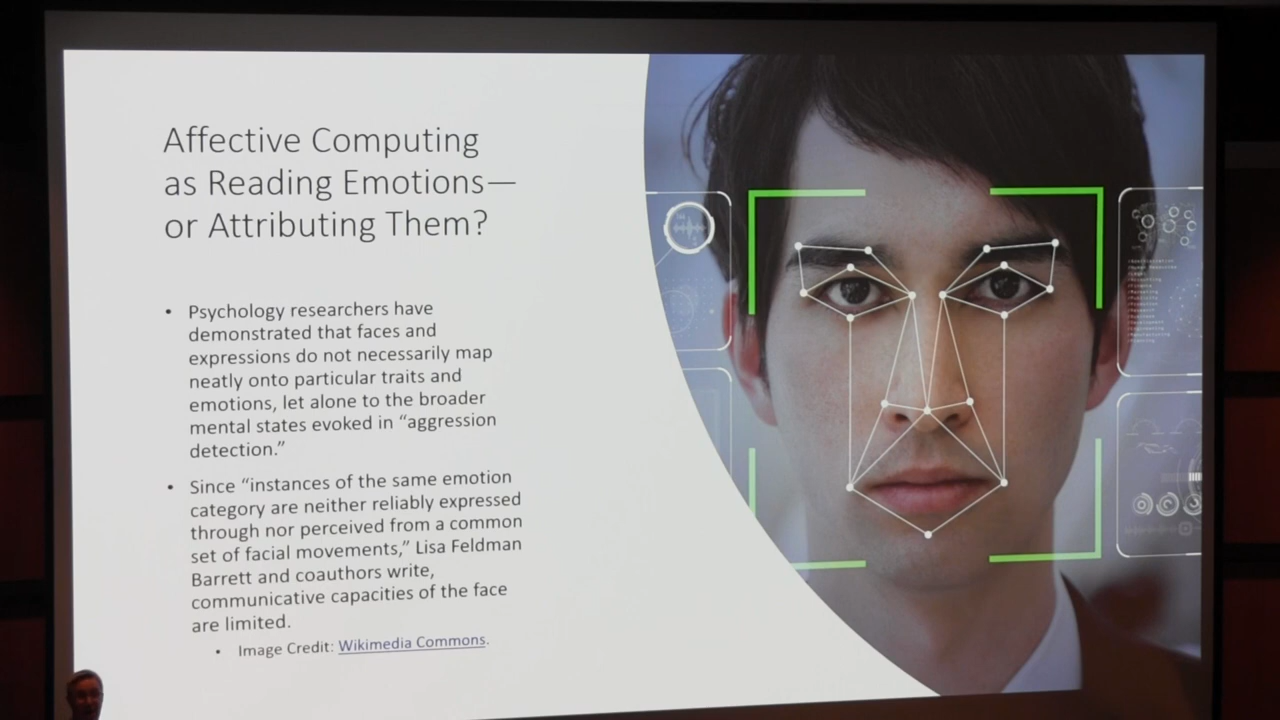 Affective Computing
as Reading Emotions—
or Attributing Them?
• Psychology researchers have
demonstrated that faces and
expressions do not necessarily map
neatly onto particular traits and
emotions, let alone to the broader
mental states evoked in “aggression
detection.”
• Since “instances of the same emotion
category are neither reliably expressed
through nor perceived from a common
set of facial movements,” Lisa Feldman
Barrett and coauthors write,
communicative capacities of the face
are limited.
• Image Credit: Wikimedia Commons.